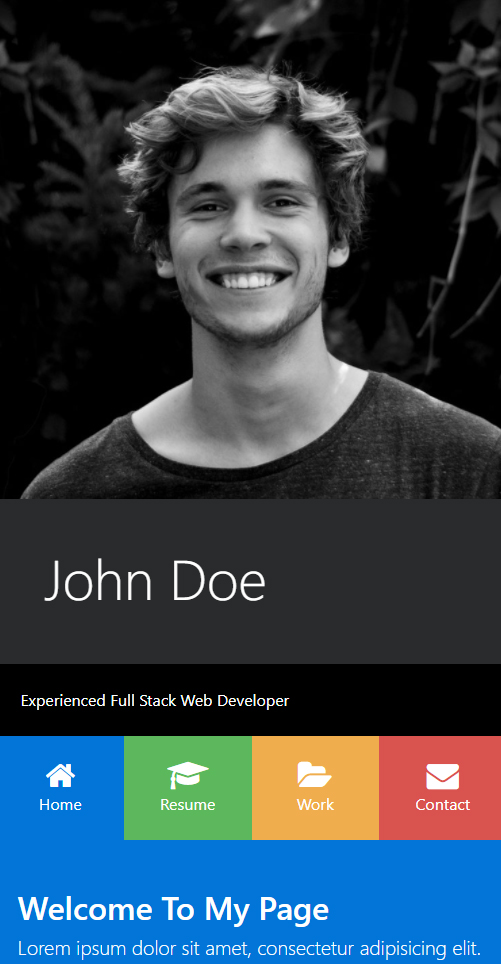 John Doe
Experienced Full Stack Web Developer
Home
Resume
Work
Contact
Welcome To My Page
Lorem ipsum dolor sit amet, consectetur adipisicing elit.